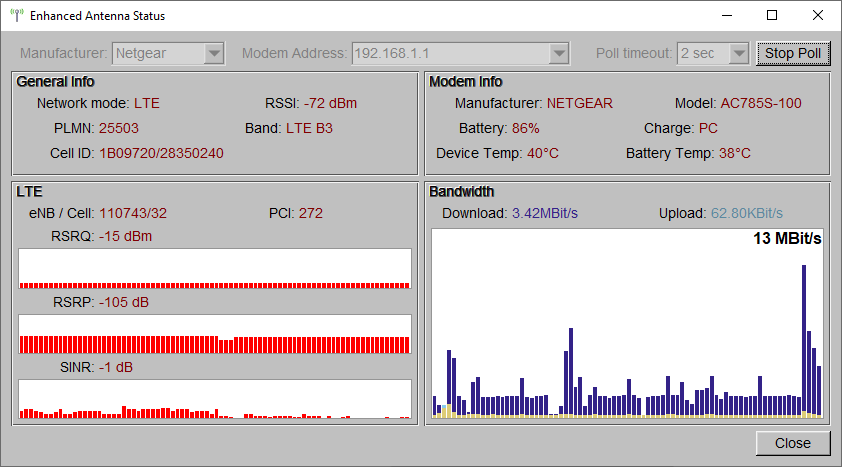 Enhanced Antenna Status
Manufacturer: Netgear Modem Address: 192.168.1.1 Poll timeout: 2 sec Stop Poll
General Info
Network mode: LTE RSSI: -72 dBm
PLMN: 25503 Band: LTE B3
Cell ID: 1B09720/28350240
Modem Info
Manufacturer: NETGEAR Model: AC785S-100
Battery: 86% Charge: PC
Device Temp: 40°C Battery Temp: 38°C
LTE
eNB / Cell: 110743/32 PCI: 272
RSRQ: -15 dBm
RSRP: -105 dB
SINR: -1 dB
Bandwidth
Download: 3.42MBit/s Upload: 62.80KBit/s
13 MBit/s
Close